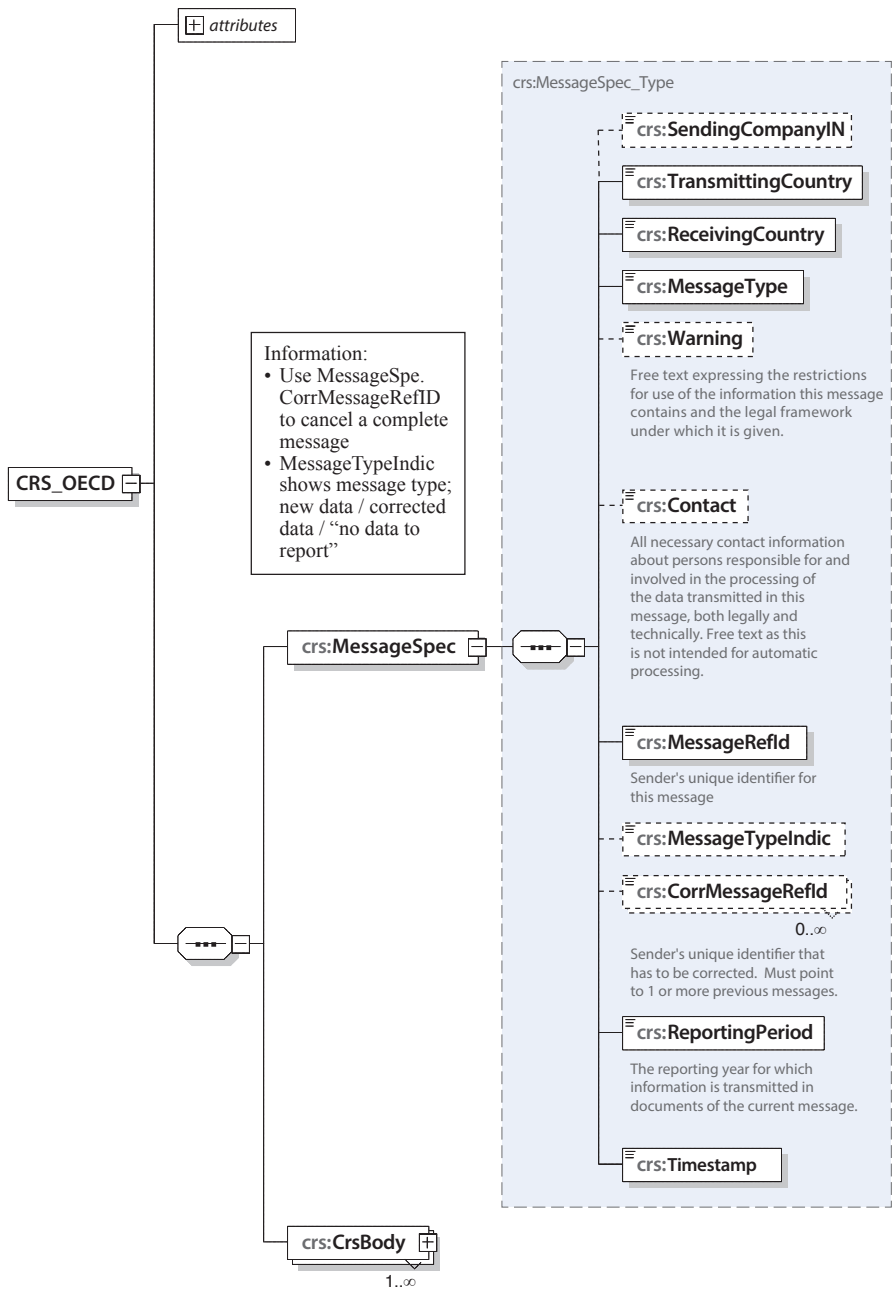 attributes
crs:MessageSpec_Type
crs:SendingCompanyIN
crs:TransmittingCountry
crs:ReceivingCountry
crs:MessageType
crs:Warning
Free text expressing the restrictions
for use of the information this message
contains and the legal framework
under which it is given.
Information:
• Use MessageSpe.
CorrMessageRefID
to cancel a complete
message
• MessageTypeIndic
shows message type;
new data / corrected
data / “no data to
report”
CRS_OECD
crs:Contact
All necessary contact information
about persons responsible for and
involved in the processing of
the data transmitted in this
message, both legally and
technically. Free text as this
is not intended for automatic
processing.
crs:MessageSpec
crs:MessageRefId
Sender's unique identifier for
this message
crs:MessageTypeIndic
crs:CorrMessageRefId
0..∞
Sender's unique identifier that
has to be corrected. Must point
to 1 or more previous messages.
crs:ReportingPeriod
The reporting year for which
information is transmitted in
documents of the current message.
crs:Timestamp
crs:CrsBody
1..∞